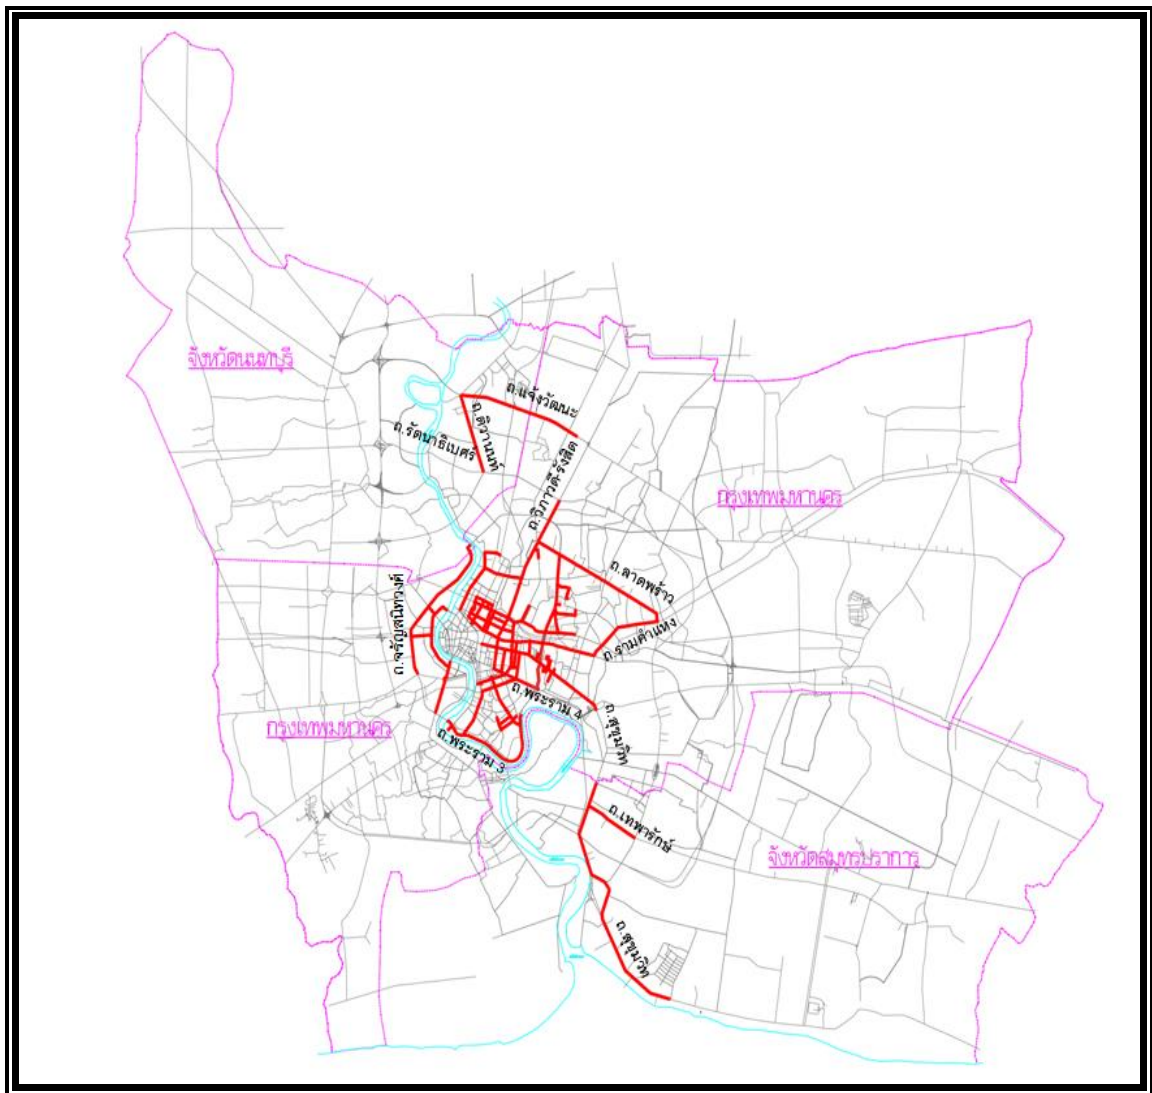 จังหวัดนนทบุรี
ถ.แจ้งวัฒนะ
ถ.ติวานนท์
ถ.รัตนาธิเบศร์
ถ.วิภาวดี-รังสิต
กรุงเทพมหานคร
ถ.ลาดพร้าว
ถ.จรัญสนิทวงศ์
ถ.รามคำแหง
ถ.พระราม 4
ถ.สุขุมวิท
กรุงเทพมหานคร
ถ.พระราม 3
ถ.เทพารักษ์
จังหวัดสมุทรปราการ
ถ.สุขุมวิท